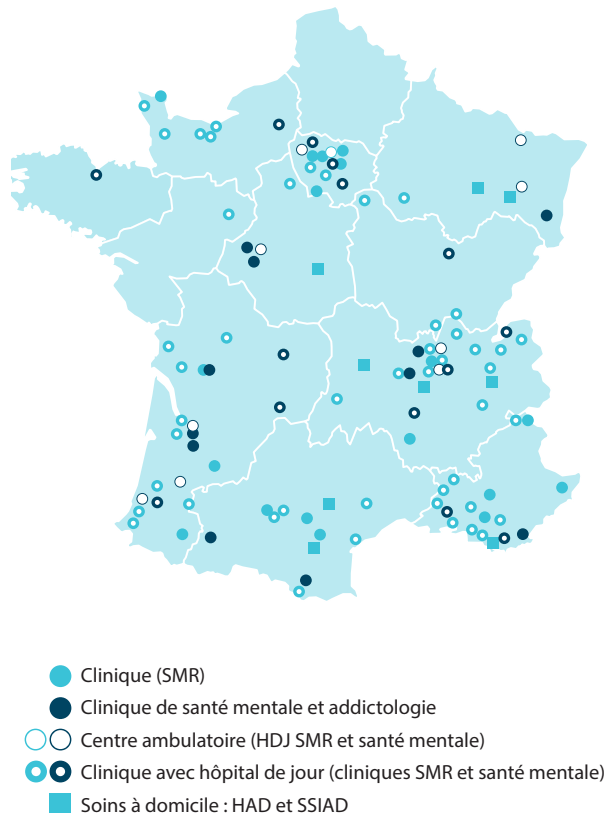 Clinique (SMR)
Clinique de santé mentale et addictologie
Centre ambulatoire (HDJ SMR et santé mentale)
Clinique avec hôpital de jour (cliniques SMR et santé mentale)
Soins à domicile : HAD et SSIAD